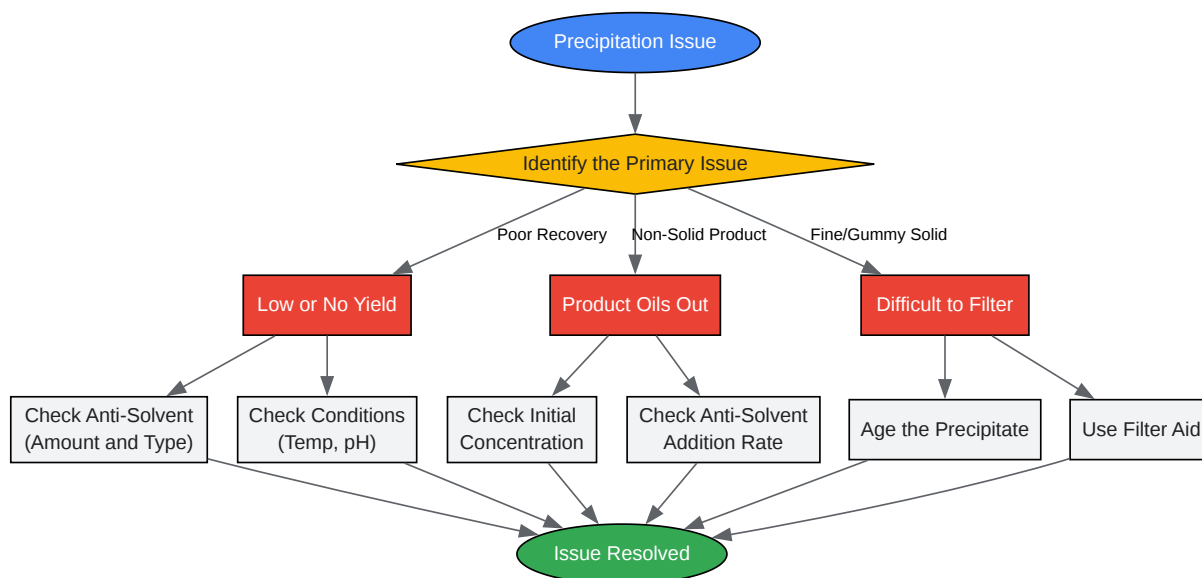 Precipitation Issue
Identify the Primary Issue
Poor Recovery
Non-Solid Product
Fine/Gummy Solid
Low or No Yield
Product Oils Out
Difficult to Filter
Check Anti-Solvent
(Amount and Type)
Check Conditions
(Temp, pH)
Check Initial
Concentration
Check Anti-Solvent
Addition Rate
Age the Precipitate
Use Filter Aid
Issue Resolved